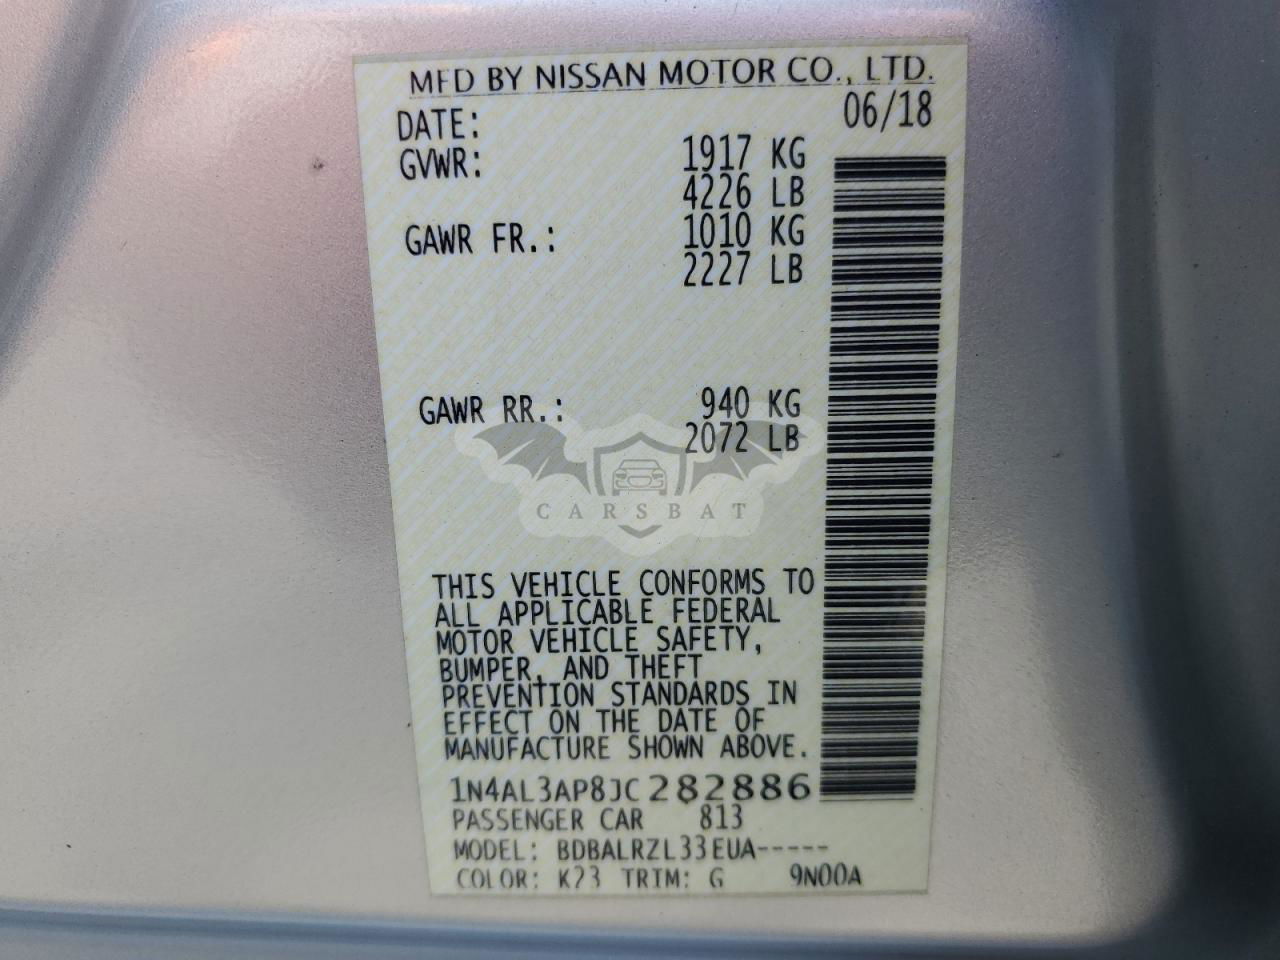 MFD BY NISSAN MOTOR CO., LTD.
DATE: 06/18
GVWR: 1917 KG
4226 LB
GAWR FR.: 1010 KG
2227 LB
GAWR RR.: 940 KG
2072 LB
CARSBAT
THIS VEHICLE CONFORMS TO
ALL APPLICABLE FEDERAL
MOTOR VEHICLE SAFETY,
BUMPER, AND THEFT
PREVENTION STANDARDS IN
EFFECT ON THE DATE OF
MANUFACTURE SHOWN ABOVE.
1N4AL3AP8JC282886
PASSENGER CAR 813
MODEL: BDBALRZL33EUA-----
COLOR: K23 TRIM: G 9N00A